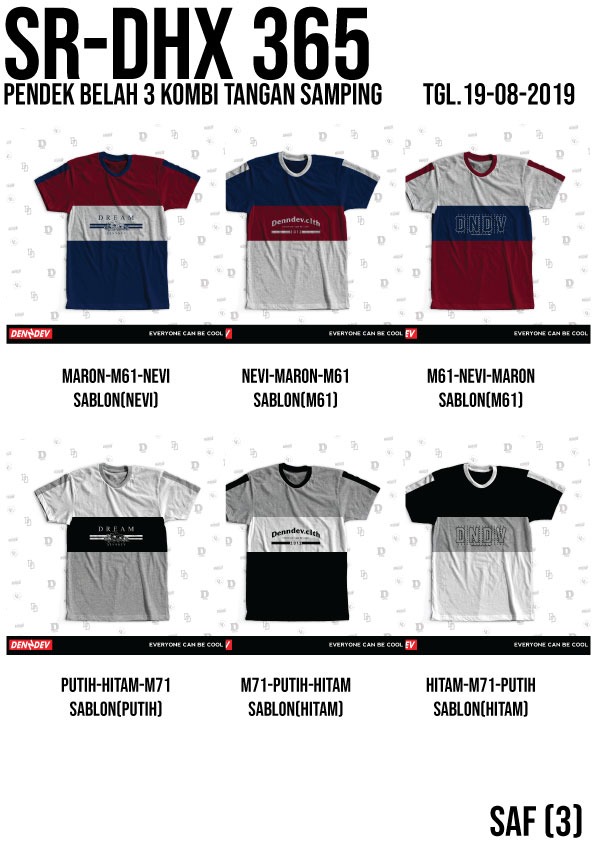 SR-DHX 365
PENDEK BELAH 3 KOMBI TANGAN SAMPING TGL.19-08-2019
DREAM
Denndev.clth
DNDV
DENDEV EVERYONE CAN BE COOL EVERYONE CAN BE COOL EV EVERYONE CAN BE COOL
MARON-M61-NEVI NEVI-MARON-M61 M61-NEVI-MARON
SABLON(NEVI) SABLON(M61) SABLON(M61)
DREAM
Denndev.clth
DNDV
DENDEV EVERYONE CAN BE COOL EVERYONE CAN BE COOL EV EVERYONE CAN BE COOL
PUTIH-HITAM-M71 M71-PUTIH-HITAM HITAM-M71-PUTIH
SABLON(PUTIH) SABLON(HITAM) SABLON(HITAM)
SAF (3)